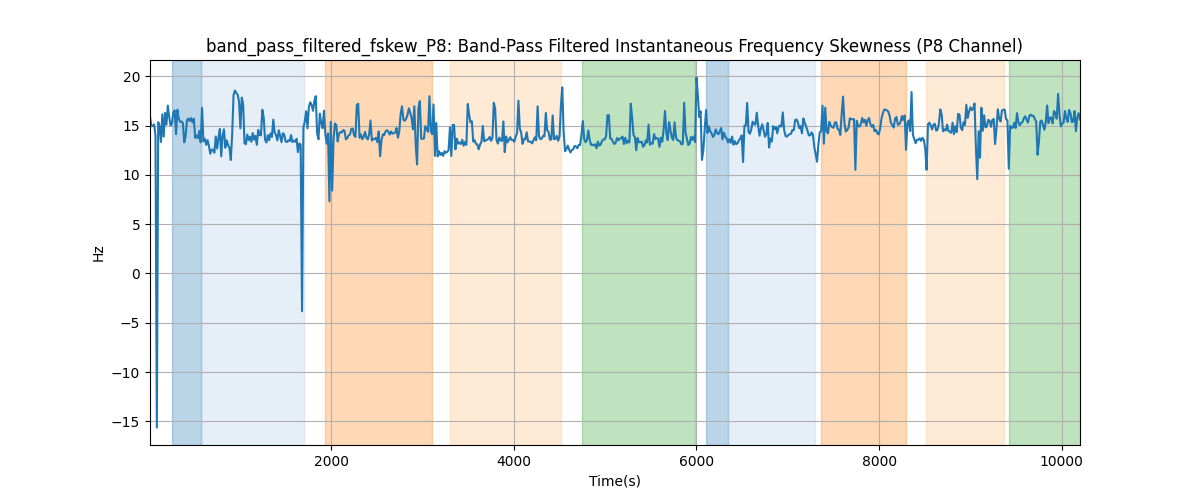 band_pass_filtered_fskew_P8: Band-Pass Filtered Instantaneous Frequency Skewness (P8 Channel)
20
15
10
5
0
−5
−10
−15
Hz
2000 4000 6000 8000 10000
Time(s)